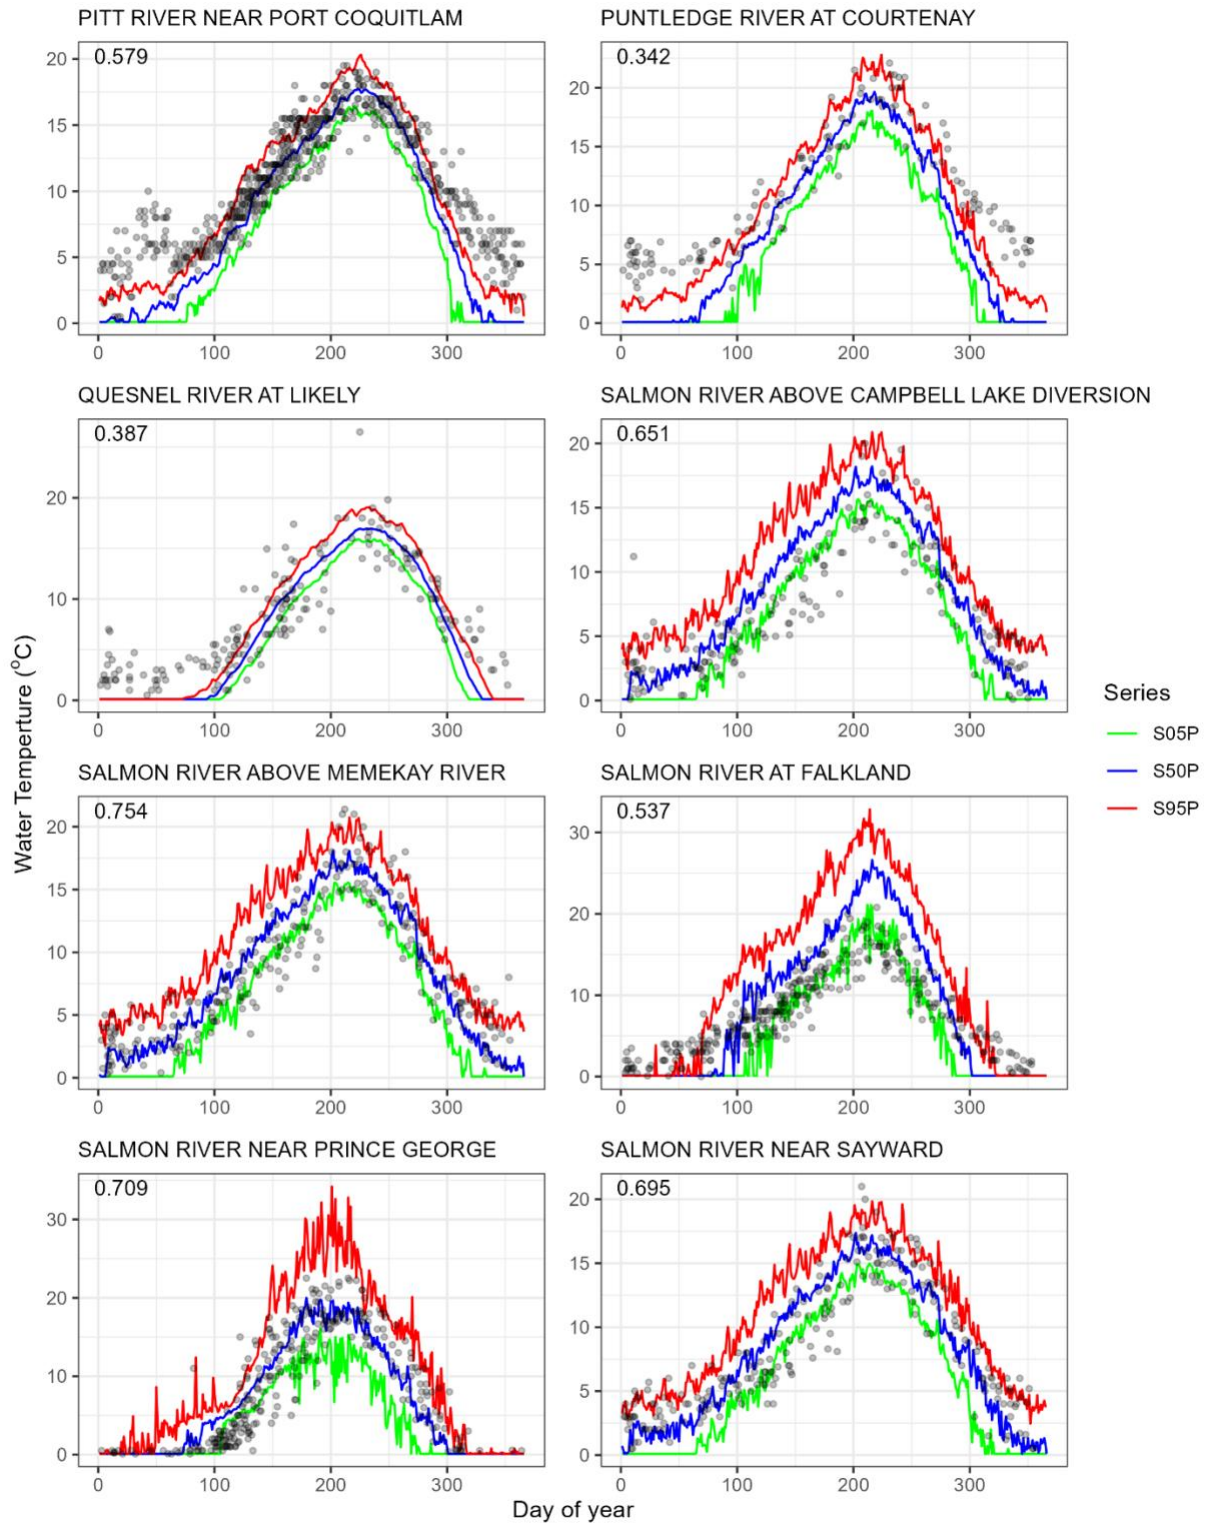 PITT RIVER NEAR PORT COQUITLAM
PUNTLEDGE RIVER AT COURTENAY
0.579
20
15
10
5
0
0 100 200 300
0.342
20
15
10
5
0
0 100 200 300
QUESNEL RIVER AT LIKELY
SALMON RIVER ABOVE CAMPBELL LAKE DIVERSION
0.387
20
10
0
0 100 200 300
0.651
20
15
10
5
0
0 100 200 300
SALMON RIVER ABOVE MEMEKAY RIVER
SALMON RIVER AT FALKLAND
0.754
20
15
10
5
0
0 100 200 300
0.537
30
20
10
0
0 100 200 300
SALMON RIVER NEAR PRINCE GEORGE
SALMON RIVER NEAR SAYWARD
0.709
30
20
10
0
0 100 200 300
0.695
20
15
10
5
0
0 100 200 300
Water Temperture (°C)
Day of year
Series
S05P
S50P
S95P